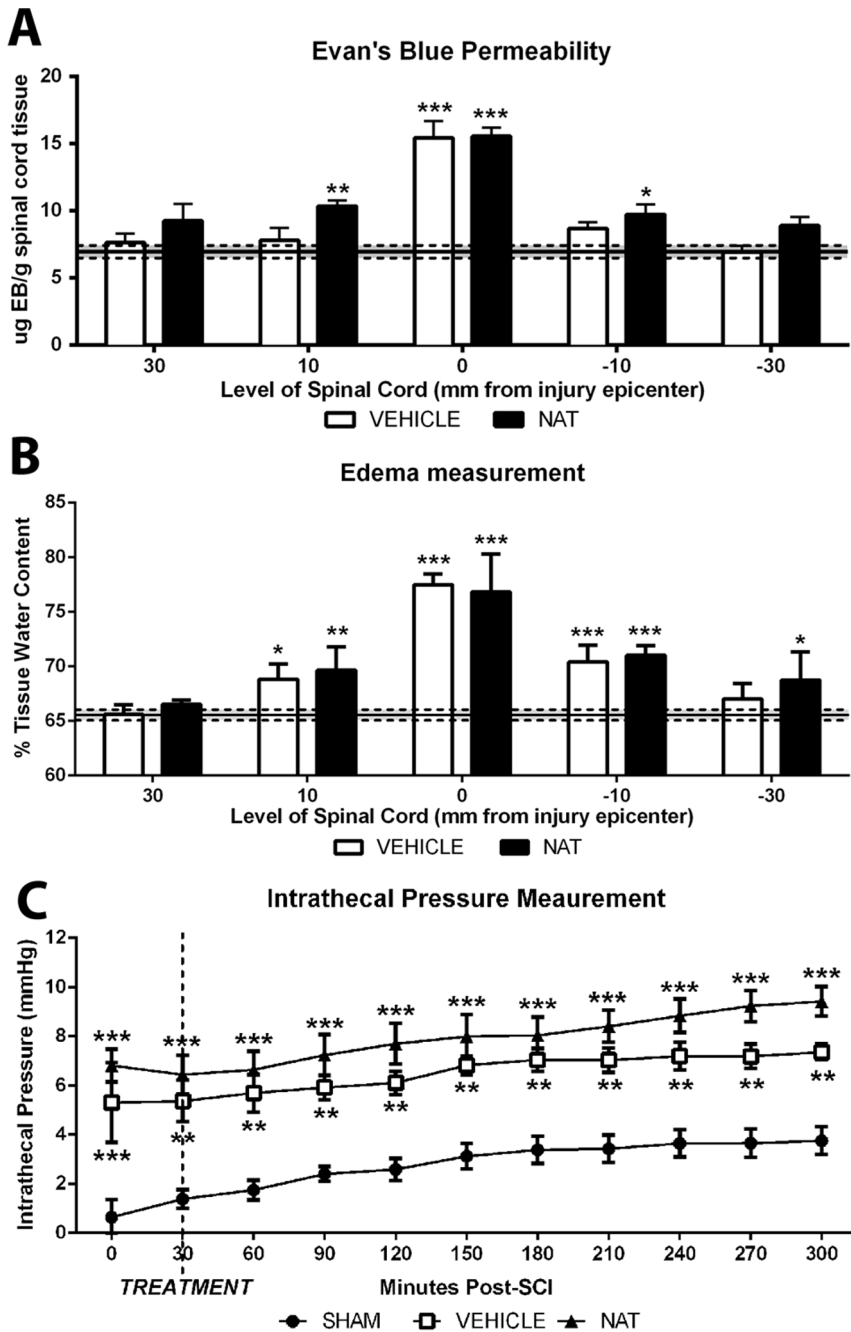 A
Evan's Blue Permeability
ug EB/g spinal cord tissue
20
15
10
5
0
*** ***
**
*
30 10 0 -10 -30
Level of Spinal Cord (mm from injury epicenter)
VEHICLE NAT
B
Edema measurement
% Tissue Water Content
85
80
75
70
65
60
*** ***
* ** *** *** *
30 10 0 -10 -30
Level of Spinal Cord (mm from injury epicenter)
VEHICLE NAT
C
Intrathecal Pressure Meaurement
Intrathecal Pressure (mmHg)
12
10
8
6
4
2
0
*** *** *** *** *** *** *** *** *** *** ***
*** ** ** ** ** ** ** ** ** ** **
0 30 60 90 120 150 180 210 240 270 300
TREATMENT Minutes Post-SCI
SHAM VEHICLE NAT